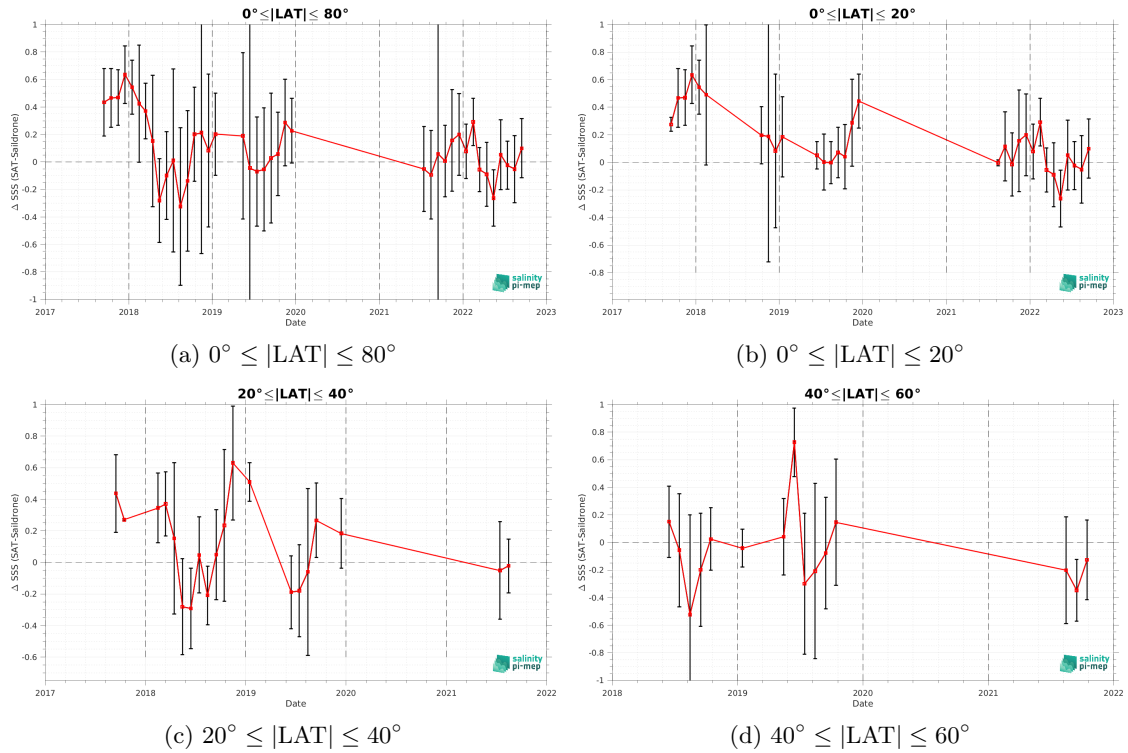 0°≤|LAT|≤ 80°
1
0.8
0.6
0.4
0.2
0
-0.2
-0.4
-0.6
-0.8
-1
Δ SSS (SAT-Saildrone)
2017 2018 2019 2020 2021 2022 2023
Date
salinity
pi-mep
(a) 0° ≤ |LAT| ≤ 80°
0°≤|LAT|≤ 20°
1
0.8
0.6
0.4
0.2
0
-0.2
-0.4
-0.6
-0.8
Δ SSS (SAT-Saildrone)
2017 2018 2019 2020 2021 2022 2023
Date
salinity
pi-mep
(b) 0° ≤ |LAT| ≤ 20°
20°≤|LAT|≤ 40°
1
0.8
0.6
0.4
0.2
0
-0.2
-0.4
-0.6
Δ SSS (SAT-Saildrone)
2017 2018 2019 2020 2021 2022
Date
salinity
pi-mep
(c) 20° ≤ |LAT| ≤ 40°
40°≤|LAT|≤ 60°
1
0.8
0.6
0.4
0.2
0
-0.2
-0.4
-0.6
-0.8
-1
Δ SSS (SAT-Saildrone)
2018 2019 2020 2021 2022
Date
salinity
pi-mep
(d) 40° ≤ |LAT| ≤ 60°